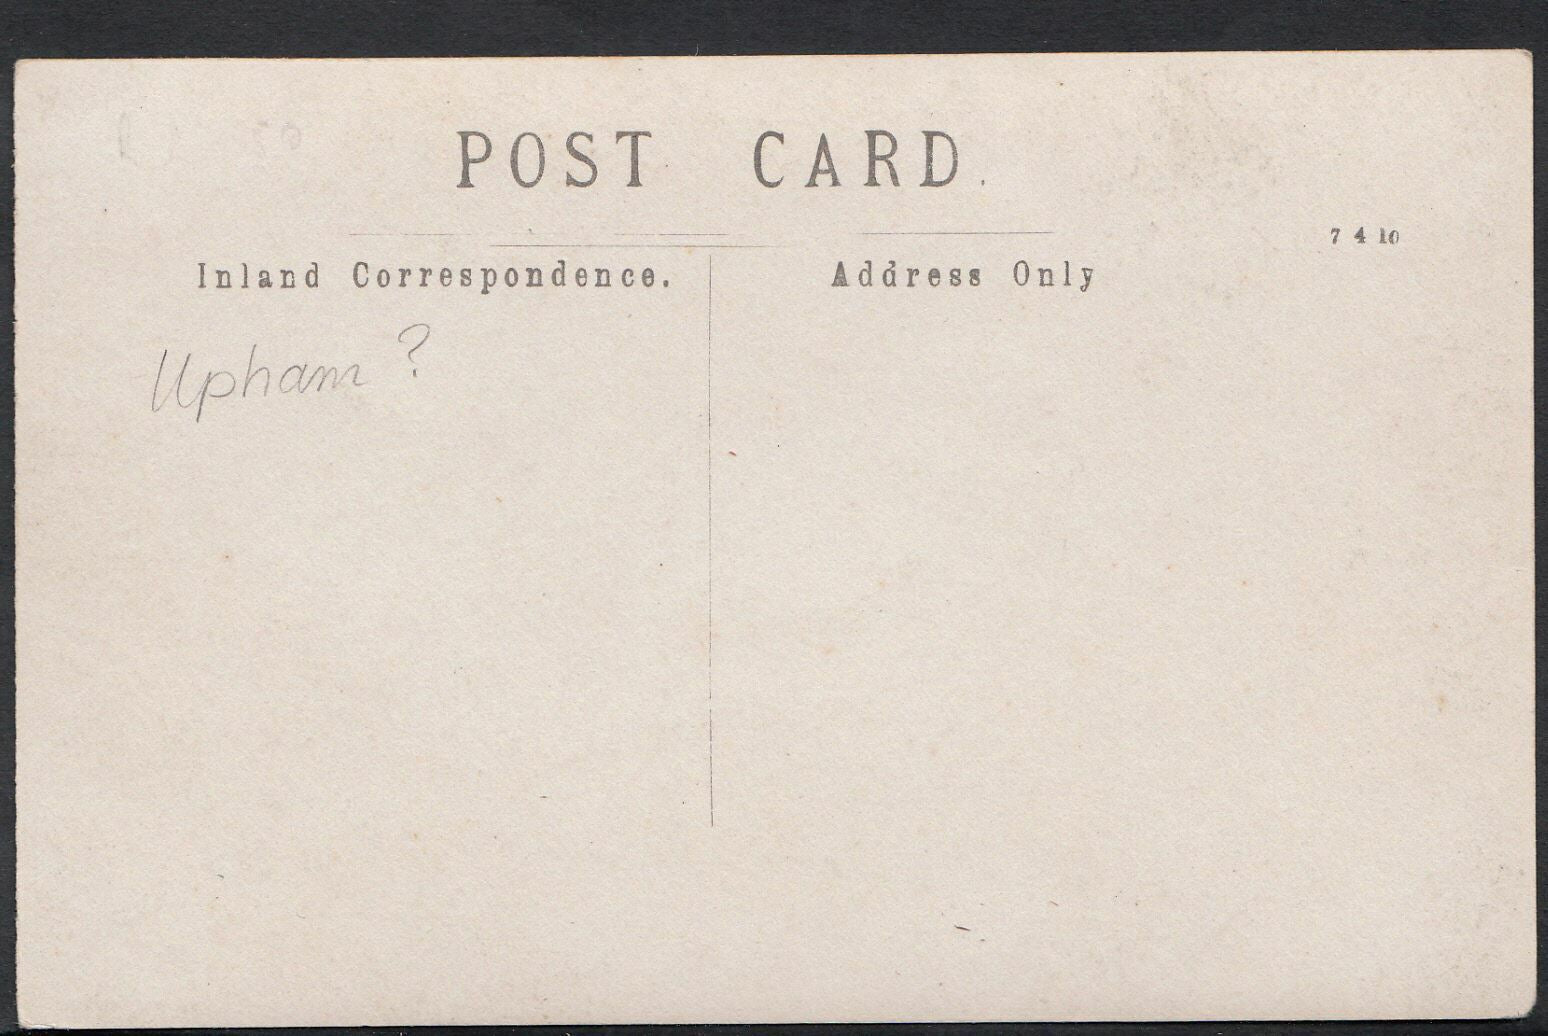 POST CARD.
7 4 10
Inland Correspondence. Address Only
Upham ?